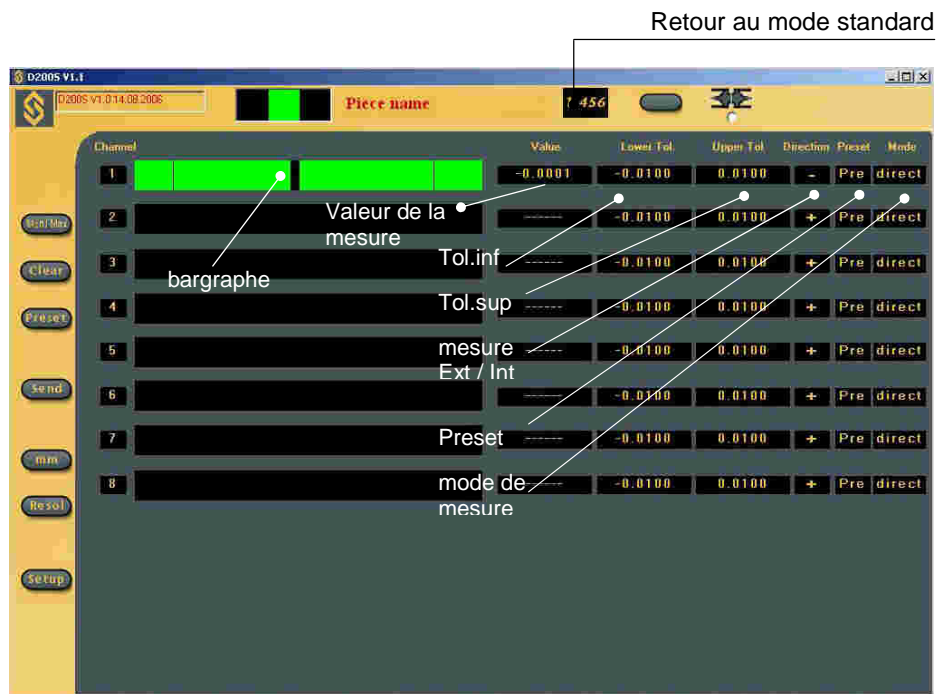 Retour au mode standard
D200S V1.1
D200S V1.0 14.08.2006
Piece name
? 456
Channel Value Lower Tol. Upper Tol Direction Preset Mode
1 -0.0001 -0.0100 0.0100 - Pre direct
Min/Max
2 Valeur de la mesure ------ -0.0100 0.0100 + Pre direct
Clear
3 bargraphe Tol.inf ------ -0.0100 0.0100 + Pre direct
Preset
4 Tol.sup ------ -0.0100 0.0100 + Pre direct
5 mesure Ext / Int ------ -0.0100 0.0100 + Pre direct
Send
6 ------ -0.0100 0.0100 + Pre direct
7 Preset ------ -0.0100 0.0100 + Pre direct
mm
8 mode de mesure ------ -0.0100 0.0100 + Pre direct
Resol
Setup